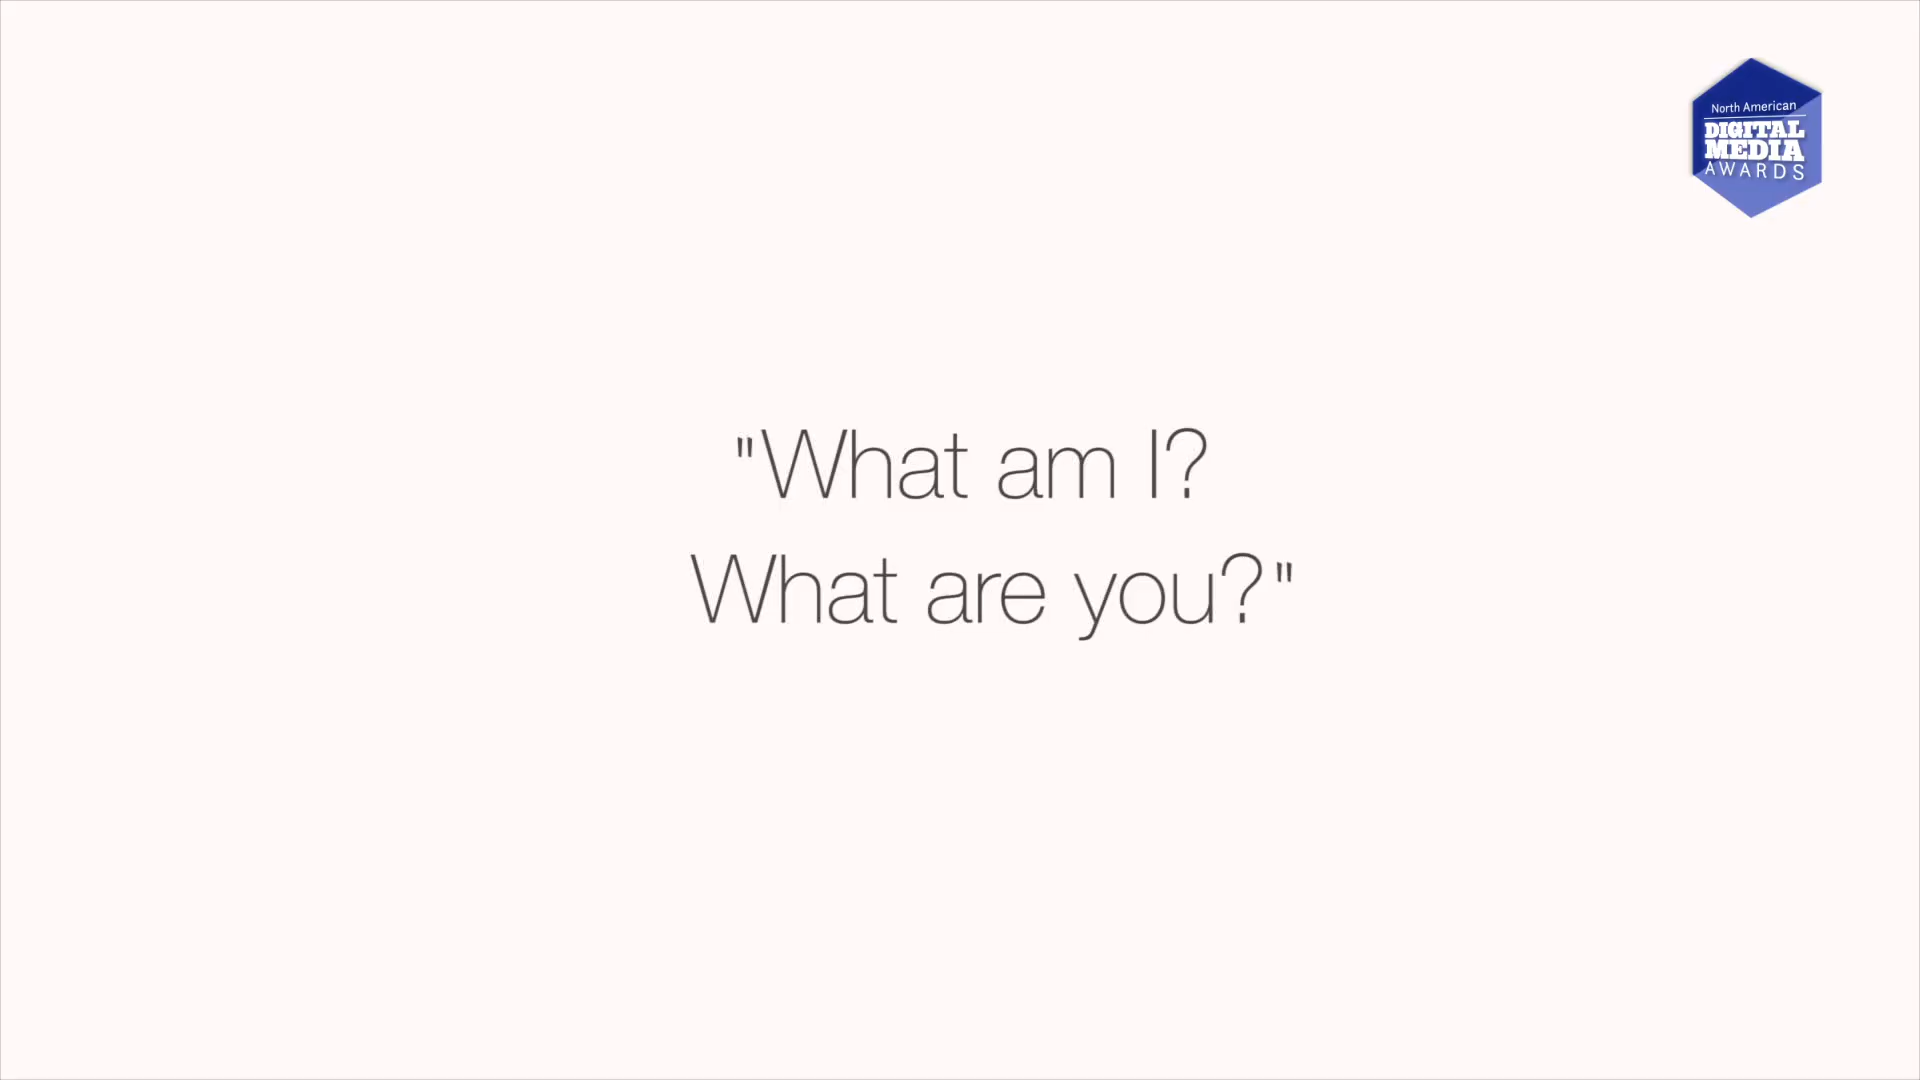 North American
DIGITAL
MEDIA
AWARDS
"What am I?
What are you?"